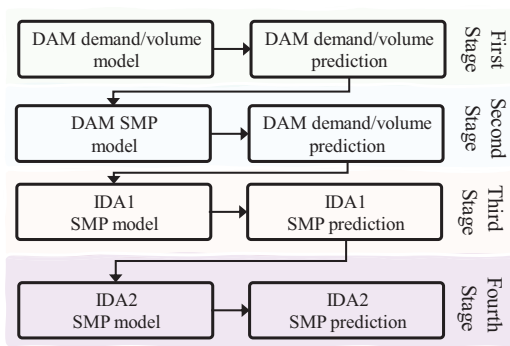 DAM demand/volume
model
DAM demand/volume
prediction
First
Stage
DAM SMP
model
DAM demand/volume
prediction
Second
Stage
IDA1
SMP model
IDA1
SMP prediction
Third
Stage
IDA2
SMP model
IDA2
SMP prediction
Fourth
Stage